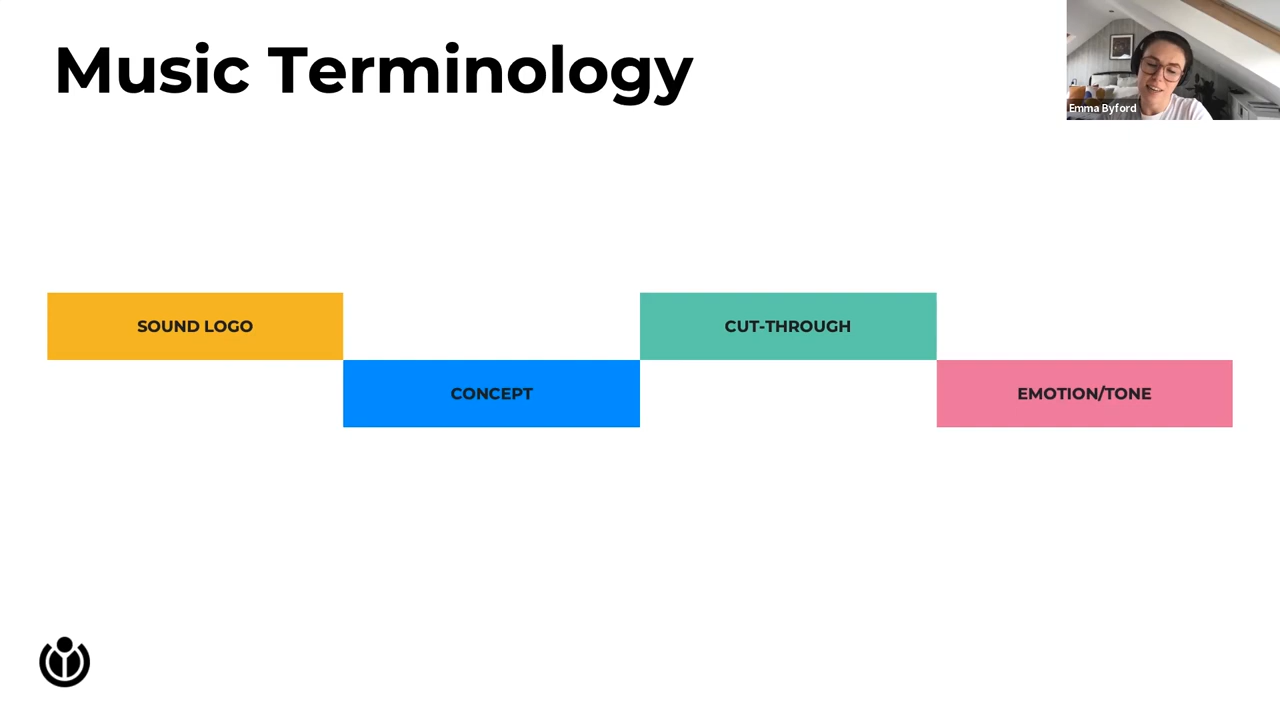 Music Terminology
Emma Byford
SOUND LOGO
CUT-THROUGH
CONCEPT
EMOTION/TONE